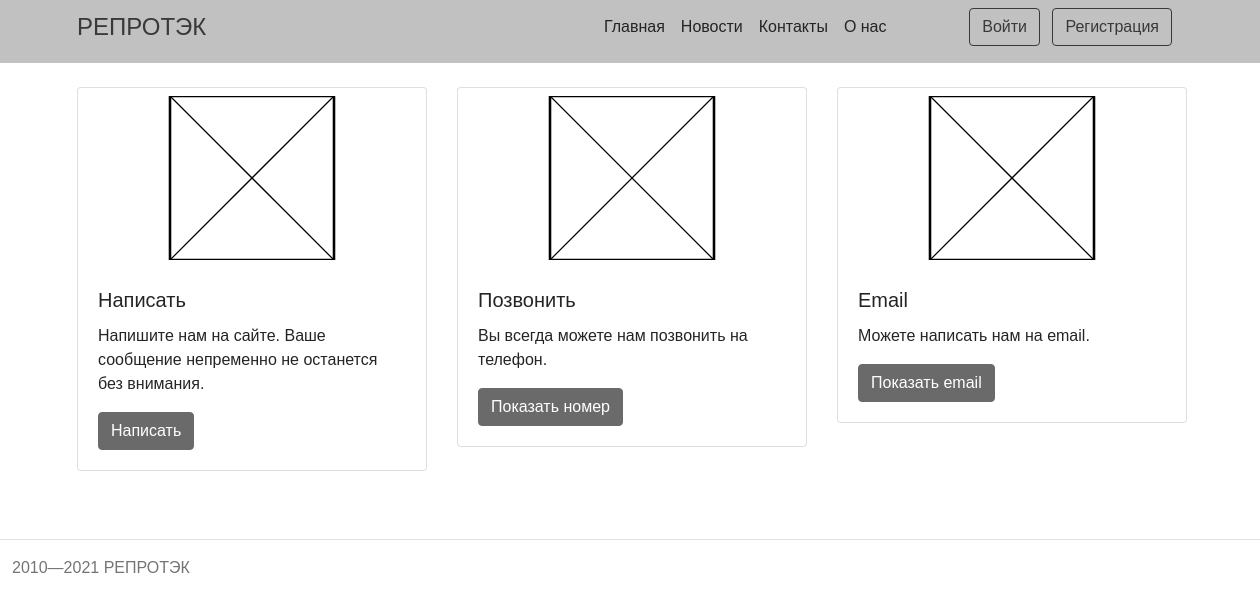 РЕПРОТЭК
Главная Новости Контакты О нас
Войти Регистрация
Написать
Напишите нам на сайте. Ваше
сообщение непременно не останется
без внимания.
Написать
Позвонить
Вы всегда можете нам позвонить на
телефон.
Показать номер
Email
Можете написать нам на email.
Показать email
2010—2021 РЕПРОТЭК